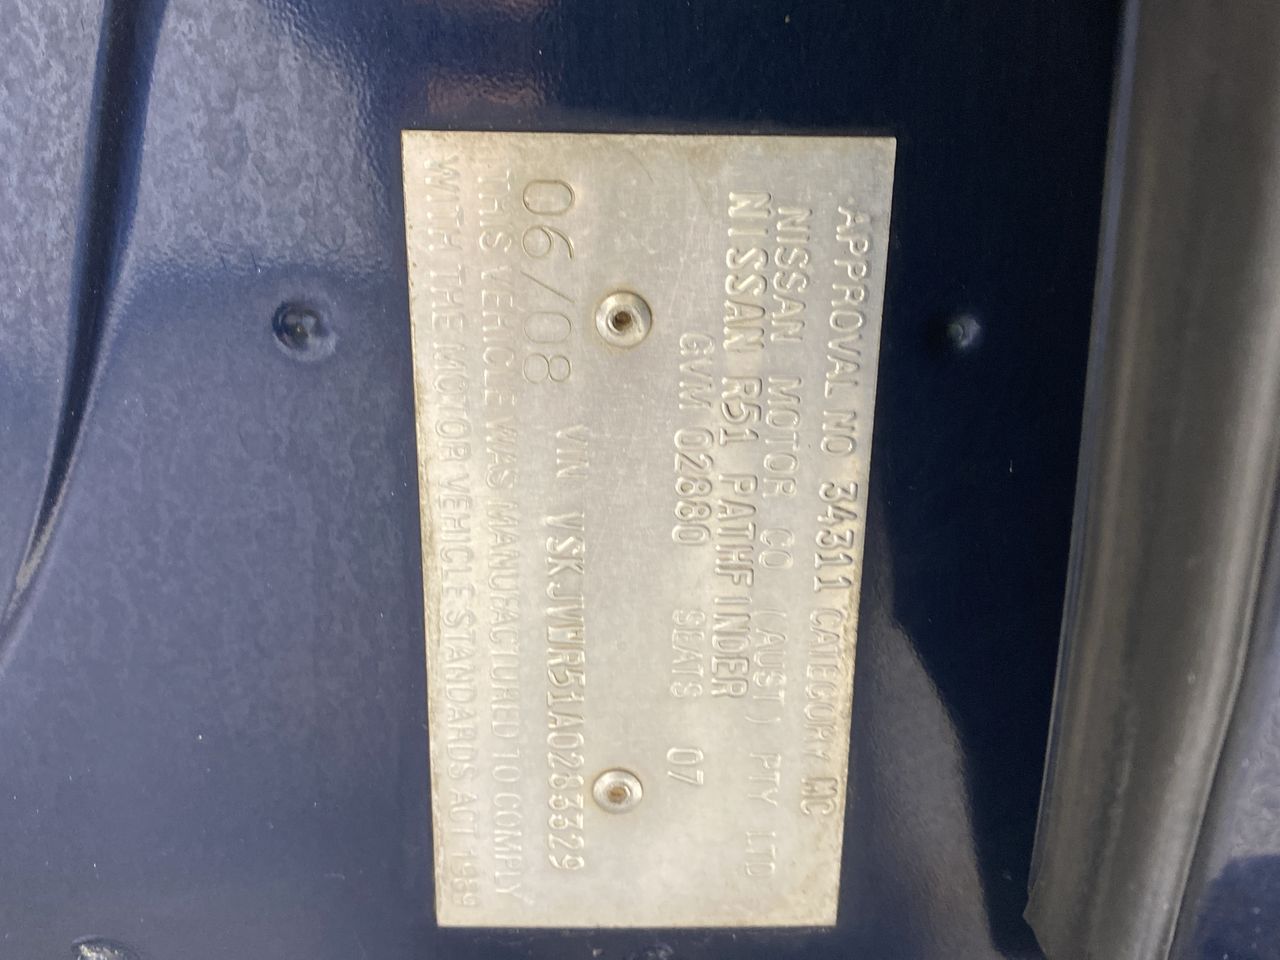 APPROVAL NO 34311 CATEGORY MC
NISSAN MOTOR CO (AUST) PTY LTD
NISSAN R51 PATHFINDER
GVM 02880 SEATS 07
06/08 VIN VSKJVWR51A0283329
THIS VEHICLE WAS MANUFACTURED TO COMPLY
WITH THE MOTOR VEHICLE STANDARDS ACT 1989